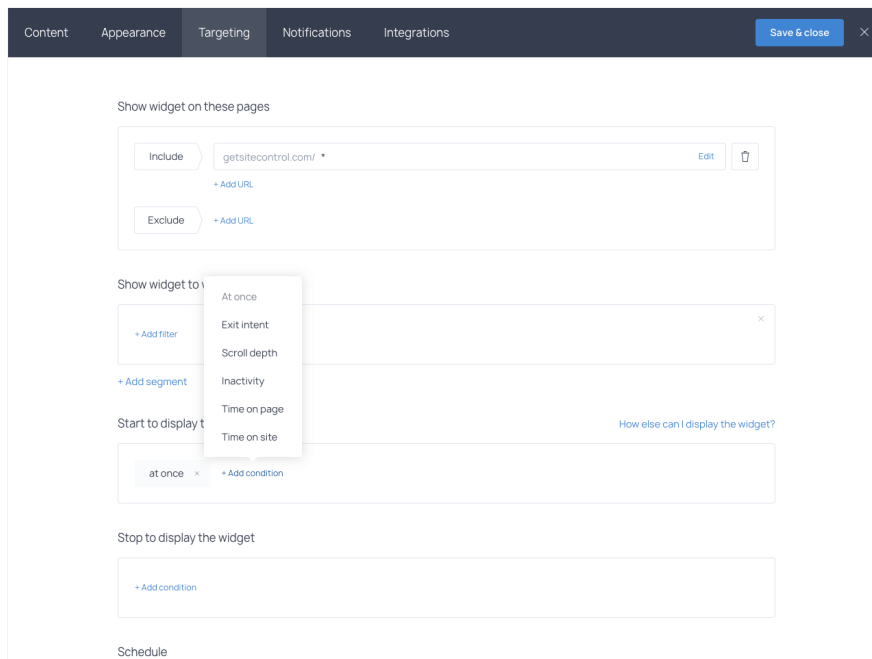 Content Appearance Targeting Notifications Integrations Save & close
Show widget on these pages
Include getsitecontrol.com/ * Edit
+ Add URL
Exclude + Add URL
Show widget to
At once
Exit intent
+ Add filter
Scroll depth
+ Add segment Inactivity
Time on page
Start to display How else can I display the widget?
Time on site
at once × + Add condition
Stop to display the widget
+ Add condition
Schedule